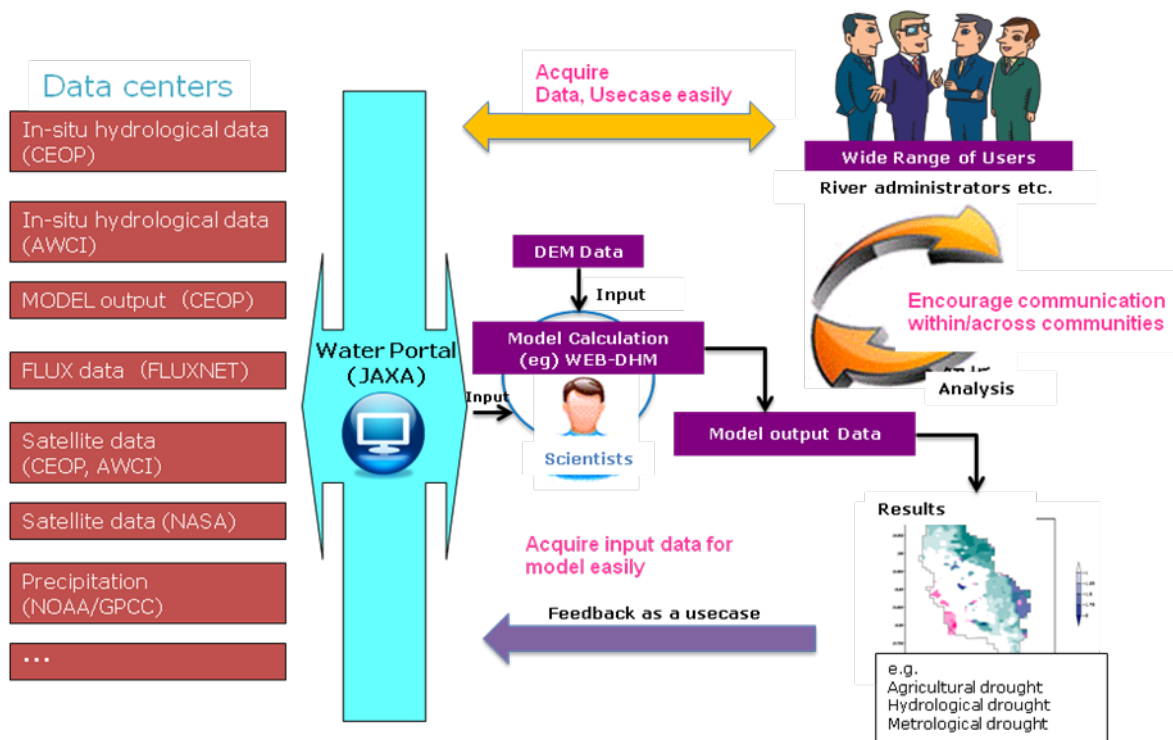 Data centers
In-situ hydrological data
(CEOP)
In-situ hydrological data
(AWCI)
MODEL output （CEOP)
FLUX data （FLUXNET)
Satellite data
(CEOP, AWCI)
Satellite data (NASA)
Precipitation
(NOAA/GPCC)
...
Water Portal
(JAXA)
Acquire
Data, Usecase easily
Wide Range of Users
River administrators etc.
DEM Data
Input
Model Calculation
(eg) WEB-DHM
Input
Scientists
Encourage communication
within/across communities
Analysis
Model output Data
Results
Acquire input data for
model easily
Feedback as a usecase
e.g.
Agricultural drought
Hydrological drought
Metrological drought